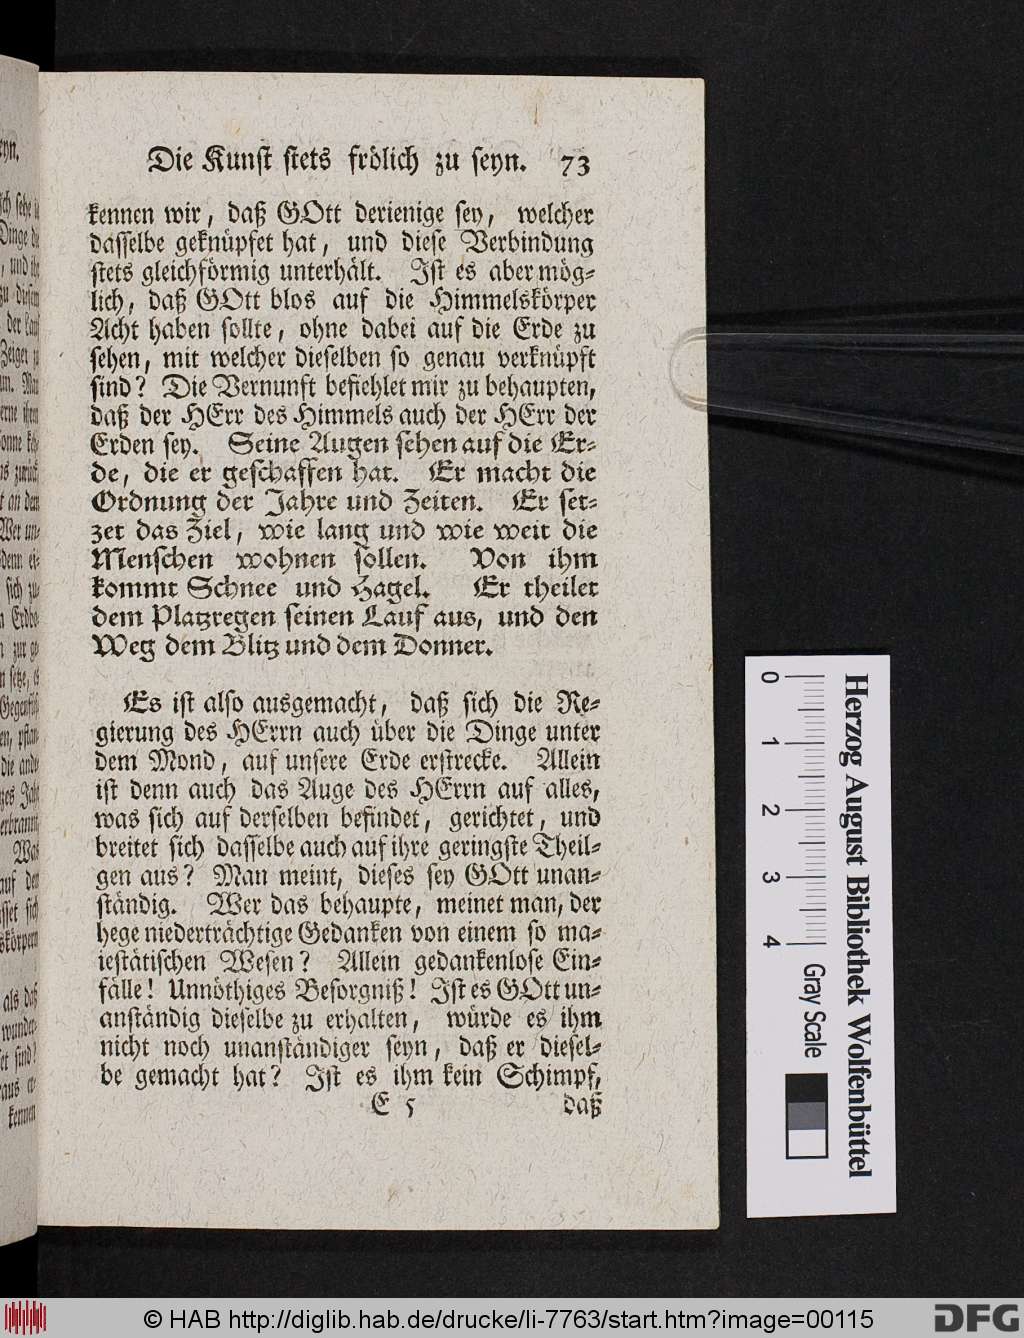 Die Kunst stets frölich zu seyn. 73
kennen wir, daß GOtt derienige sey, welcher
dasselbe geknüpfet hat, und diese Verbindung
stets gleichförmig unterhält. Ist es aber mög-
lich, daß GOtt blos auf die Himmelskörper
Acht haben sollte, ohne dabei auf die Erde zu
sehen, mit welcher dieselben so genau verknüpft
sind? Die Vernunft befiehlet mir zu behaupten,
daß der HErr des Himmels auch der HErr der
Erden sey. Seine Augen sehen auf die Er-
de, die er geschaffen hat. Er macht die
Ordnung der Jahre und Zeiten. Er set-
zet das Ziel, wie lang und wie weit die
Menschen wohnen sollen. Von ihm
kommt Schnee und Hagel. Er theilet
dem Platzregen seinen Lauf aus, und den
Weg dem Blitz und dem Donner.
Es ist also ausgemacht, daß sich die Re-
gierung des HErrn auch über die Dinge unter
dem Mond, auf unsere Erde erstrecke. Allein
ist denn auch das Auge des HErrn auf alles,
was sich auf derselben befindet, gerichtet, und
breitet sich dasselbe auch auf ihre geringste Theil-
gen aus? Man meint, dieses sey GOtt unan-
ständig. Wer das behaupte, meinet man, der
hege niederträchtige Gedanken von einem so ma-
iestätischen Wesen? Allein gedankenlose Ein-
fälle! Unnöthiges Besorgniß! Ist es GOtt un-
anständig dieselbe zu erhalten, würde es ihm
nicht noch unanständiger seyn, daß er diesel-
be gemacht hat? Ist es ihm kein Schimpf,
E 5 daß
Herzog August Bibliothek Wolfenbüttel
0 1 2 3 4 Gray Scale
© HAB http://diglib.hab.de/drucke/li-7763/start.htm?image=00115
DFG